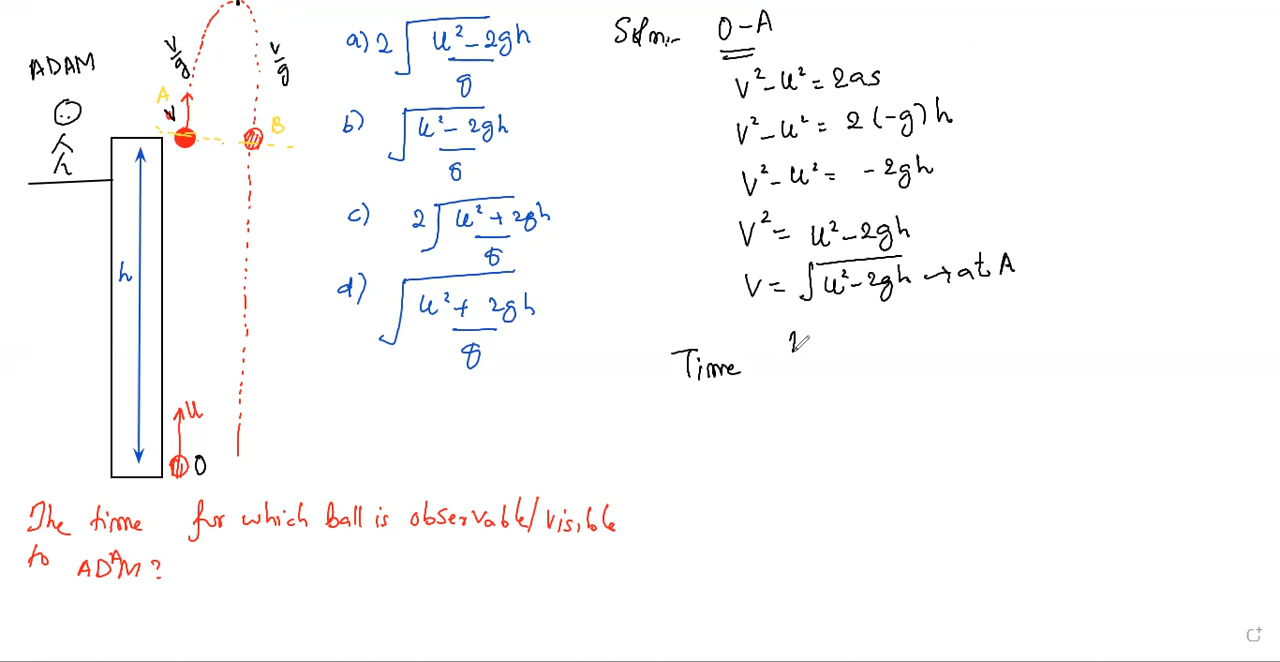 ADAM
v/g
v/g
A
v
B
h
u
O
a) 2√(u²-2gh)/g
b) √(u²-2gh)/g
c) 2√(u²+2gh)/g
d) √(u²+2gh)/g
Soln:- O-A
v²-u²=2as
v²-u²= 2(-g)h
v²-u²= -2gh
v²= u²-2gh
v= √u²-2gh → at A
Time
The time for which ball is observable/visible
to ADAM?